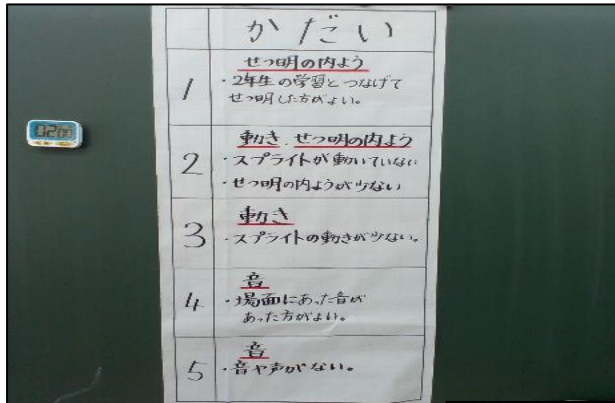 かだい
1
せつ明の内よう
・2年生の学習とつなげて
せつ明した方がよい。
2
動き・せつ明の内よう
・スプライトが動いていない
・せつ明の内ようが少ない
3
動き
・スプライトの動きが少ない。
4
音
・場面にあった音が
あった方がよい。
5
音
・音や声がない。
0200